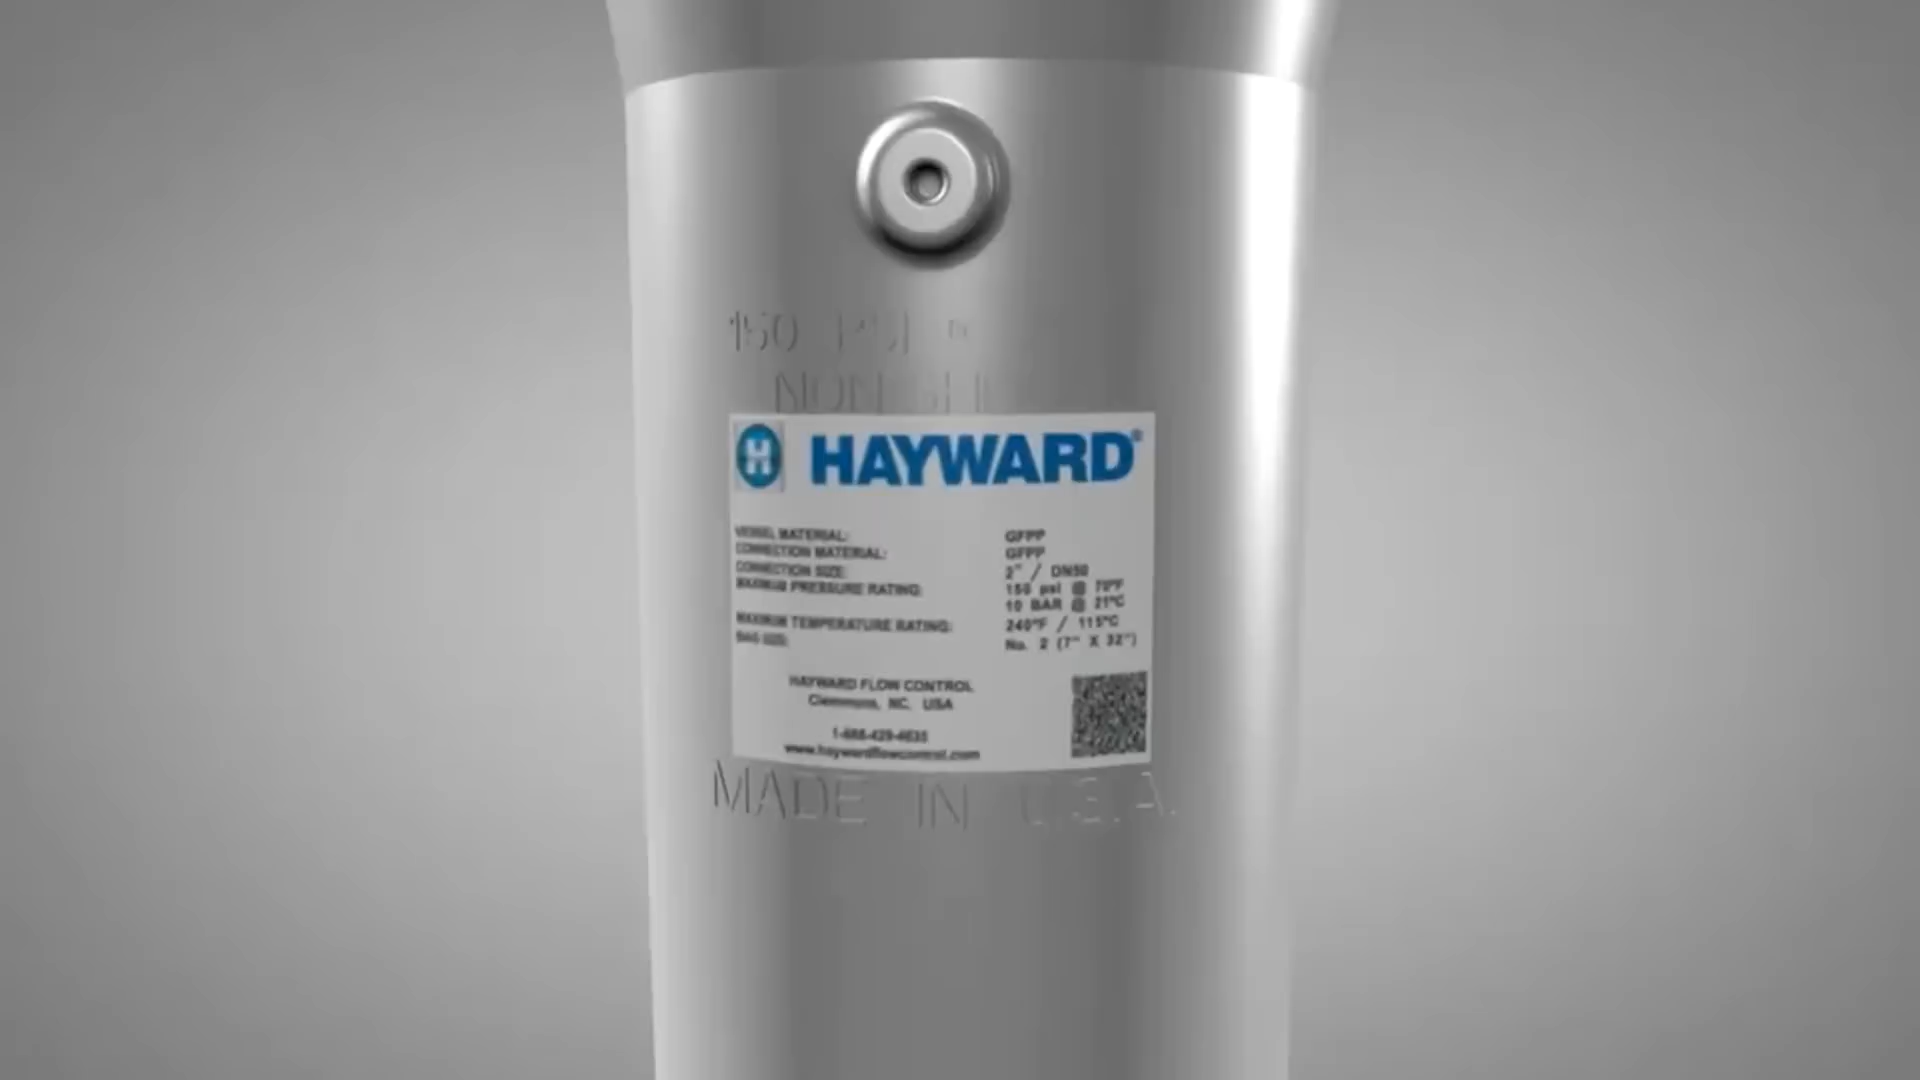 150 PSI @
NON SH
H HAYWARD®
VESSEL MATERIAL: GFPP
CONNECTION MATERIAL: GFPP
CONNECTION SIZE: 2" / DN50
MAXIMUM PRESSURE RATING: 150 psi @ 70°F
10 BAR @ 21°C
MAXIMUM TEMPERATURE RATING: 240°F / 115°C
BAG SIZE: No. 2 (7" X 32")
HAYWARD FLOW CONTROL
Clemmons, NC, USA
1-888-429-4635
www.haywardflowcontrol.com
MADE IN U.S.A.